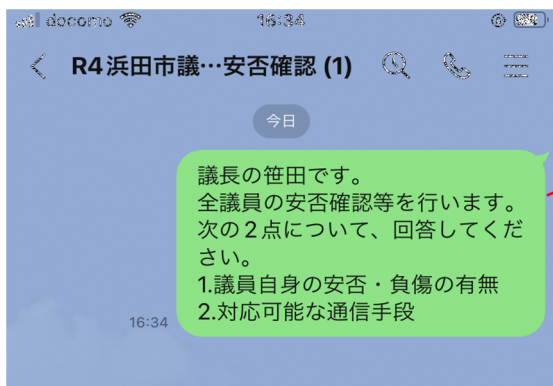 docomo 16:34
R4浜田市議…安否確認 (1)
今日
議長の笹田です。
全議員の安否確認等を行います。
次の２点について、回答してくだ
さい。
1.議員自身の安否・負傷の有無
2.対応可能な通信手段
16:34